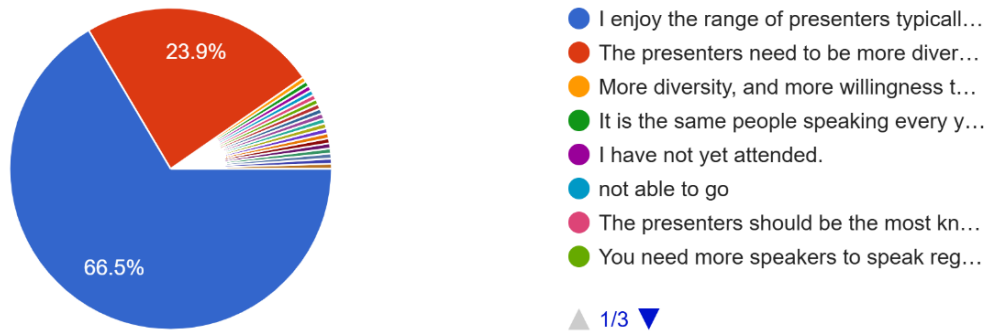 23.9%
66.5%
I enjoy the range of presenters typicall…
The presenters need to be more diver…
More diversity, and more willingness t…
It is the same people speaking every y…
I have not yet attended.
not able to go
The presenters should be the most kn…
You need more speakers to speak reg…
1/3